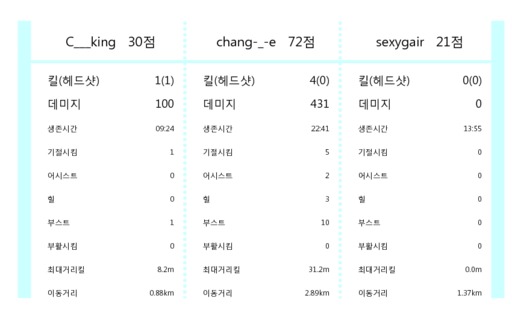 C___king 30점 chang-_-e 72점 sexygair 21점
킬(헤드샷) 1(1) 킬(헤드샷) 4(0) 킬(헤드샷) 0(0)
데미지 100 데미지 431 데미지 0
생존시간 09:24 생존시간 22:41 생존시간 13:55
기절시킴 1 기절시킴 5 기절시킴 0
어시스트 0 어시스트 2 어시스트 0
힐 0 힐 3 힐 0
부스트 1 부스트 10 부스트 0
부활시킴 0 부활시킴 0 부활시킴 0
최대거리킬 8.2m 최대거리킬 31.2m 최대거리킬 0.0m
이동거리 0.88km 이동거리 2.89km 이동거리 1.37km